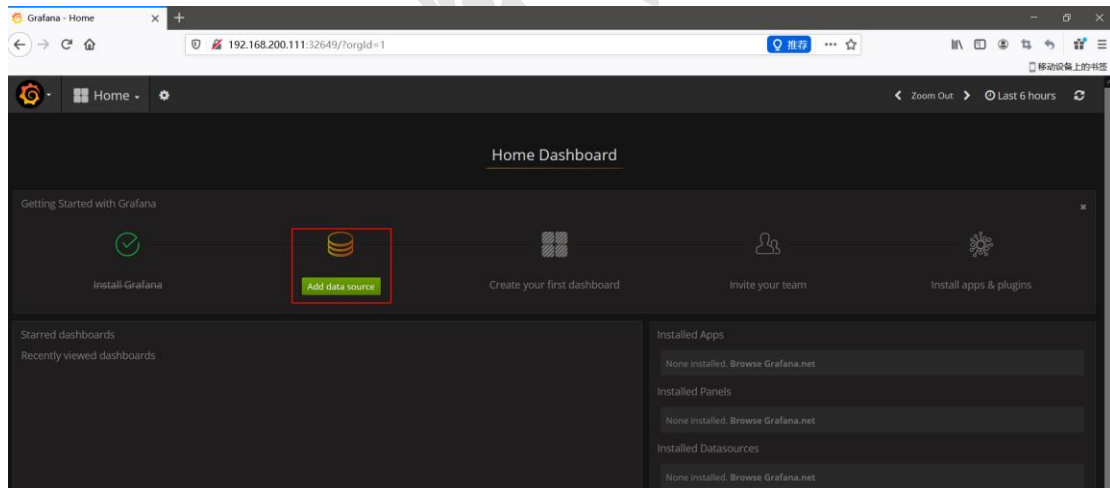 Grafana - Home
192.168.200.111:32649/?orgId=1
推荐
移动设备上的书签
Home
Zoom Out
Last 6 hours
Home Dashboard
Getting Started with Grafana
Install Grafana
Add data source
Create your first dashboard
Invite your team
Install apps & plugins
Starred dashboards
Recently viewed dashboards
Installed Apps
None installed. Browse Grafana.net
Installed Panels
None installed. Browse Grafana.net
Installed Datasources
None installed. Browse Grafana.net